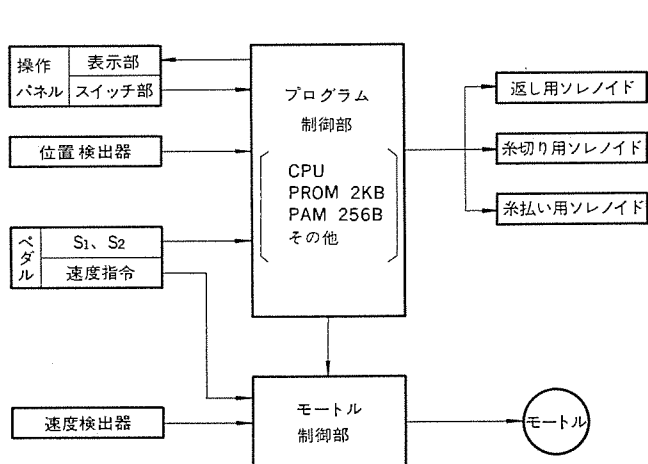 操作
パネル
表示部
スイッチ部
位置検出器
ペダル
S₁、S₂
速度指令
速度検出器
プログラム
制御部
CPU
PROM 2KB
PAM 256B
その他
モートル
制御部
返し用ソレノイド
糸切り用ソレノイド
糸払い用ソレノイド
モートル